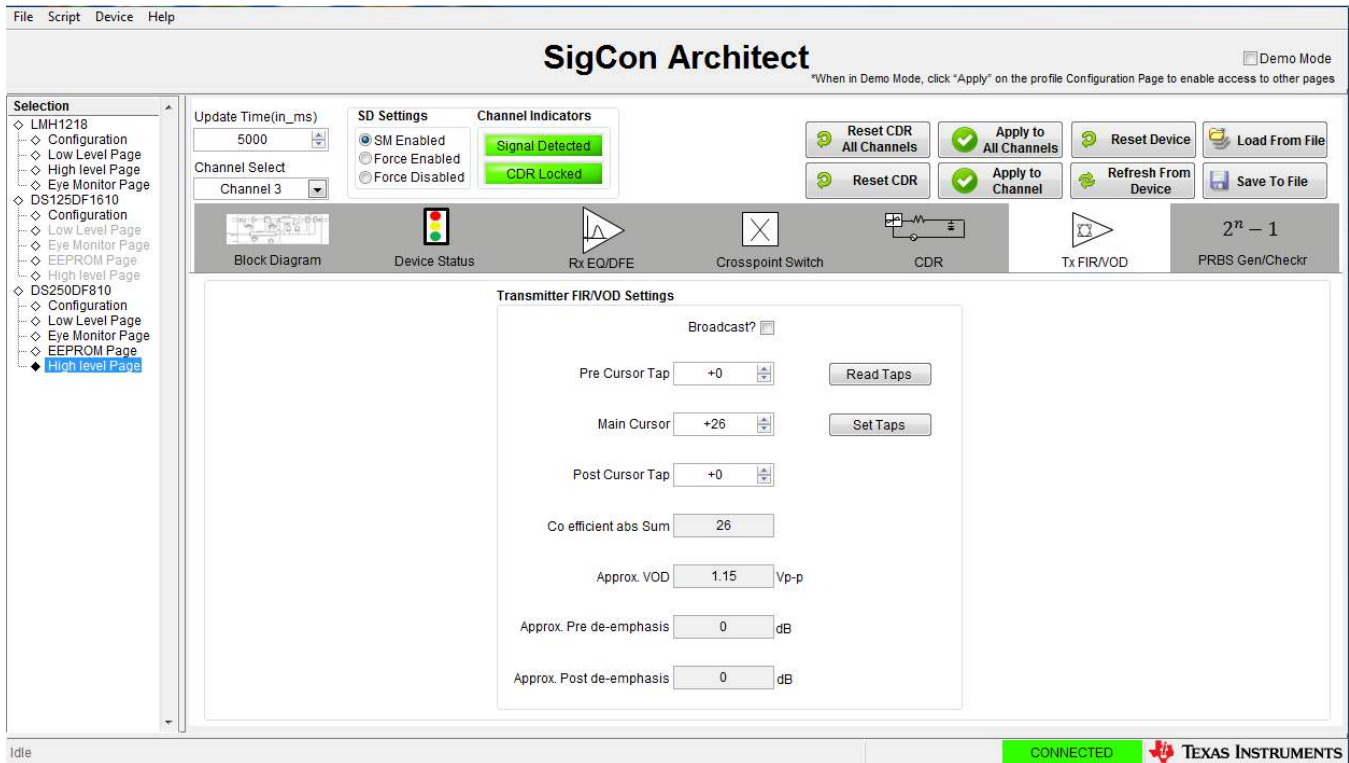 File Script Device Help
SigCon Architect
Demo Mode
*When in Demo Mode, click "Apply" on the profile Configuration Page to enable access to other pages
Selection
LMH1218
Configuration
Low Level Page
High level Page
Eye Monitor Page
DS125DF1610
Configuration
Low Level Page
Eye Monitor Page
EEPROM Page
High level Page
DS250DF810
Configuration
Low Level Page
Eye Monitor Page
EEPROM Page
High level Page
Update Time(in_ms)
5000
Channel Select
Channel 3
SD Settings
SM Enabled
Force Enabled
Force Disabled
Channel Indicators
Signal Detected
CDR Locked
Reset CDR
All Channels
Apply to
All Channels
Reset Device
Load From File
Reset CDR
Apply to
Channel
Refresh From
Device
Save To File
Block Diagram
Device Status
Rx EQ/DFE
Crosspoint Switch
CDR
Tx FIR/VOD
2ⁿ − 1
PRBS Gen/Checkr
Transmitter FIR/VOD Settings
Broadcast?
Pre Cursor Tap +0 Read Taps
Main Cursor +26 Set Taps
Post Cursor Tap +0
Co efficient abs Sum 26
Approx. VOD 1.15 Vp-p
Approx. Pre de-emphasis 0 dB
Approx. Post de-emphasis 0 dB
Idle
CONNECTED
TEXAS INSTRUMENTS